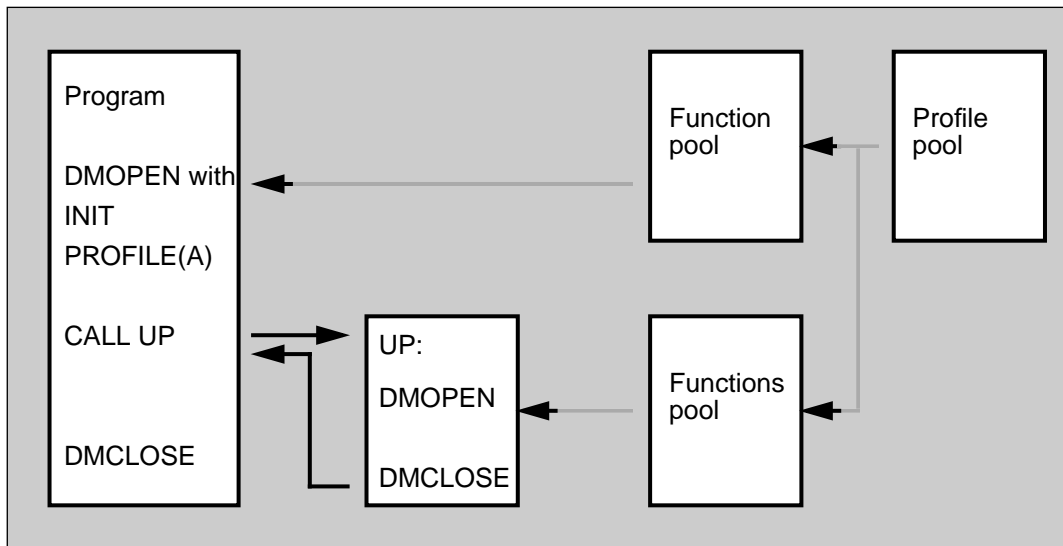 Program
DMOPEN with
INIT
PROFILE(A)
CALL UP
DMCLOSE
UP:
DMOPEN
DMCLOSE
Function
pool
Profile
pool
Functions
pool